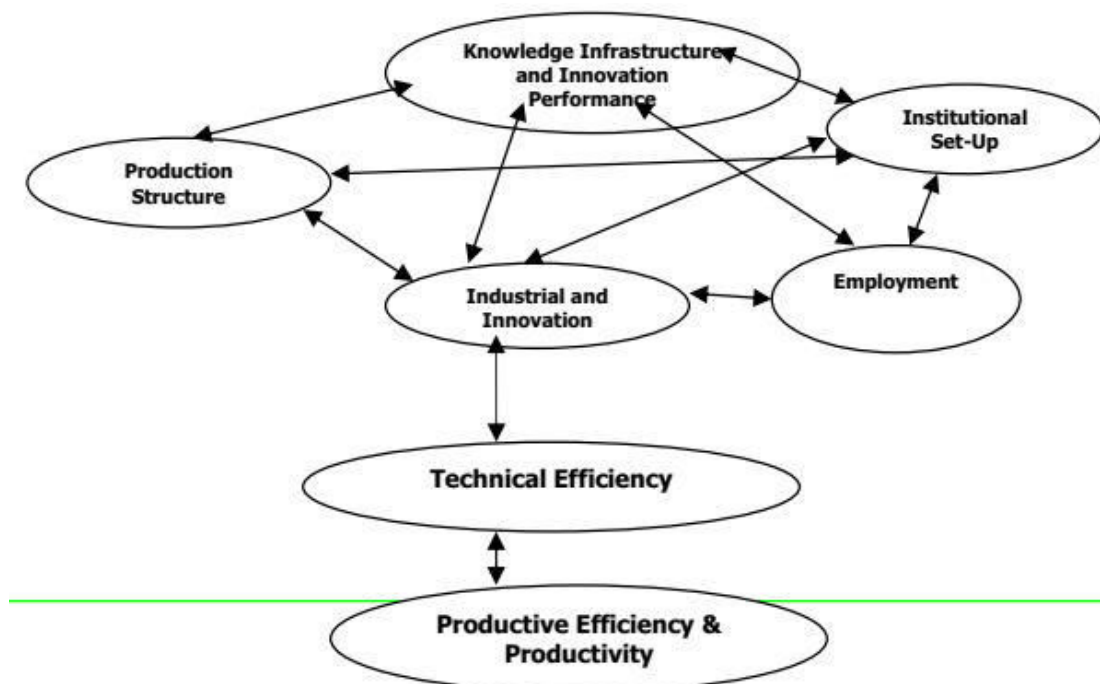 Knowledge Infrastructure
and Innovation
Performance
Institutional
Set-Up
Production
Structure
Employment
Industrial and
Innovation
Technical Efficiency
Productive Efficiency &
Productivity